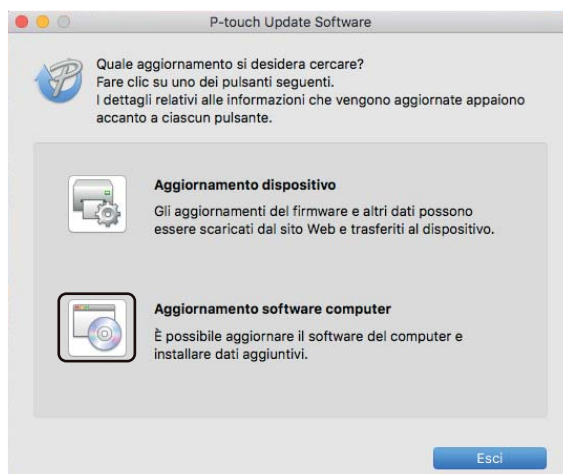 P-touch Update Software
Quale aggiornamento si desidera cercare?
Fare clic su uno dei pulsanti seguenti.
I dettagli relativi alle informazioni che vengono aggiornate appaiono
accanto a ciascun pulsante.
Aggiornamento dispositivo
Gli aggiornamenti del firmware e altri dati possono
essere scaricati dal sito Web e trasferiti al dispositivo.
Aggiornamento software computer
È possibile aggiornare il software del computer e
installare dati aggiuntivi.
Esci